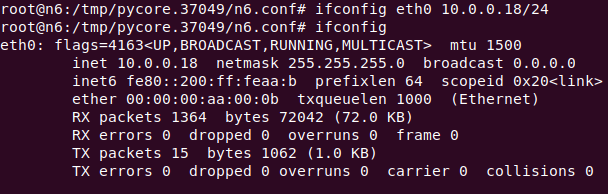 root@n6:/tmp/pycore.37049/n6.conf# ifconfig eth0 10.0.0.18/24
root@n6:/tmp/pycore.37049/n6.conf# ifconfig
eth0: flags=4163<UP,BROADCAST,RUNNING,MULTICAST>  mtu 1500
        inet 10.0.0.18  netmask 255.255.255.0  broadcast 0.0.0.0
        inet6 fe80::200:ff:feaa:b  prefixlen 64  scopeid 0x20<link>
        ether 00:00:00:aa:00:0b  txqueuelen 1000  (Ethernet)
        RX packets 1364  bytes 72042 (72.0 KB)
        RX errors 0  dropped 0  overruns 0  frame 0
        TX packets 15  bytes 1062 (1.0 KB)
        TX errors 0  dropped 0 overruns 0  carrier 0  collisions 0